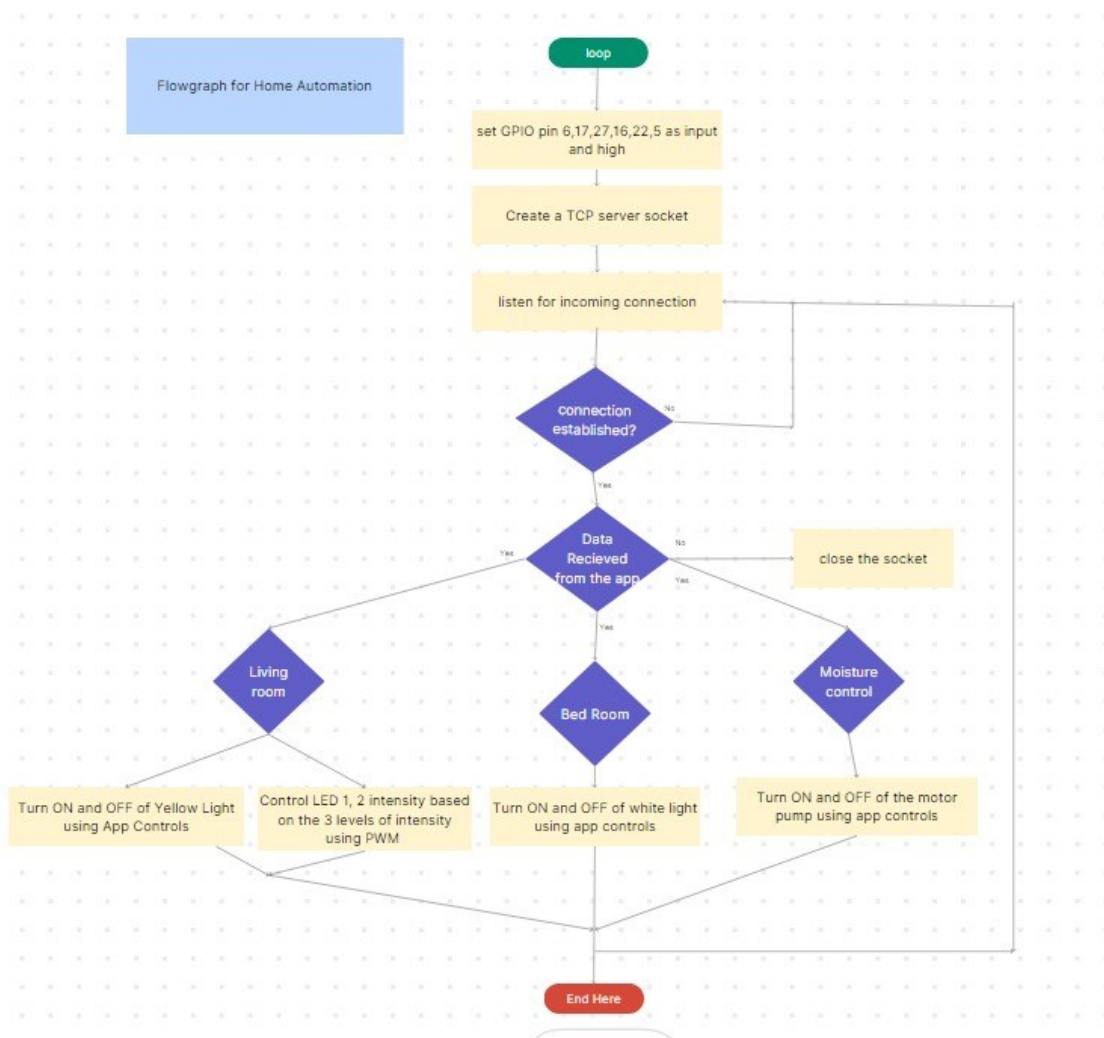 Flowgraph for Home Automation
loop
set GPIO pin 6,17,27,16,22,5 as input
and high
Create a TCP server socket
listen for incoming connection
connection
established?
No
Yes
Data
Recieved
from the app
Yes
No
Yes
Yes
close the socket
Living
room
Bed Room
Moisture
control
Turn ON and OFF of Yellow Light
using App Controls
Control LED 1, 2 intensity based
on the 3 levels of intensity
using PWM
Turn ON and OFF of white light
using app controls
Turn ON and OFF of the motor
pump using app controls
End Here